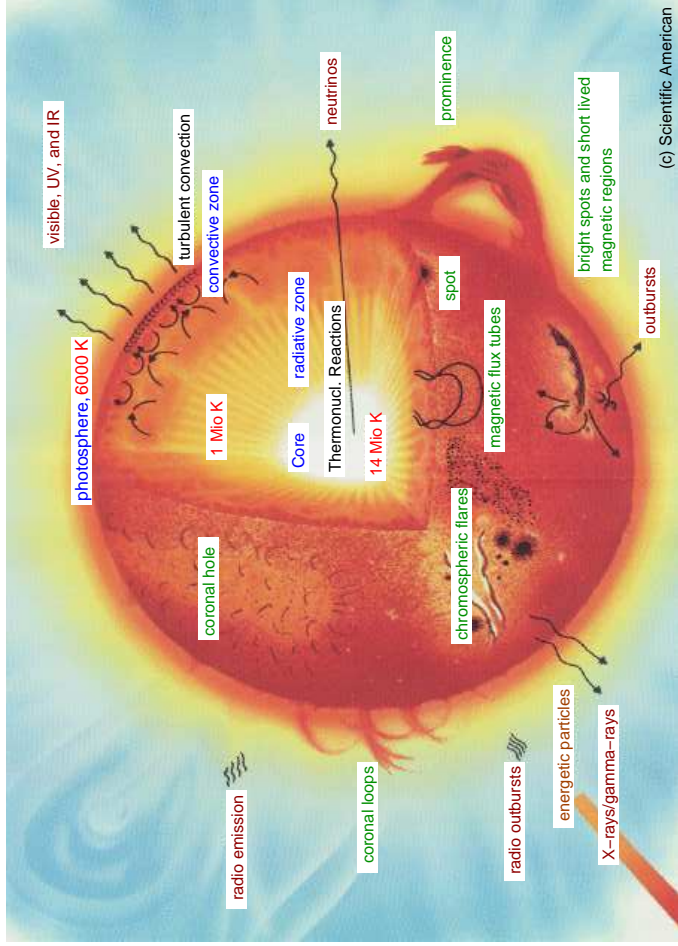 visible, UV, and IR
photosphere, 6000 K
turbulent convection
convective zone
coronal hole
1 Mio K
radio emission
Core
radiative zone
neutrinos
Thermonucl. Reactions
coronal loops
14 Mio K
prominence
spot
chromospheric flares
magnetic flux tubes
radio outbursts
energetic particles
bright spots and short lived
magnetic regions
X−rays/gamma−rays
outbursts
(c) Scientific American